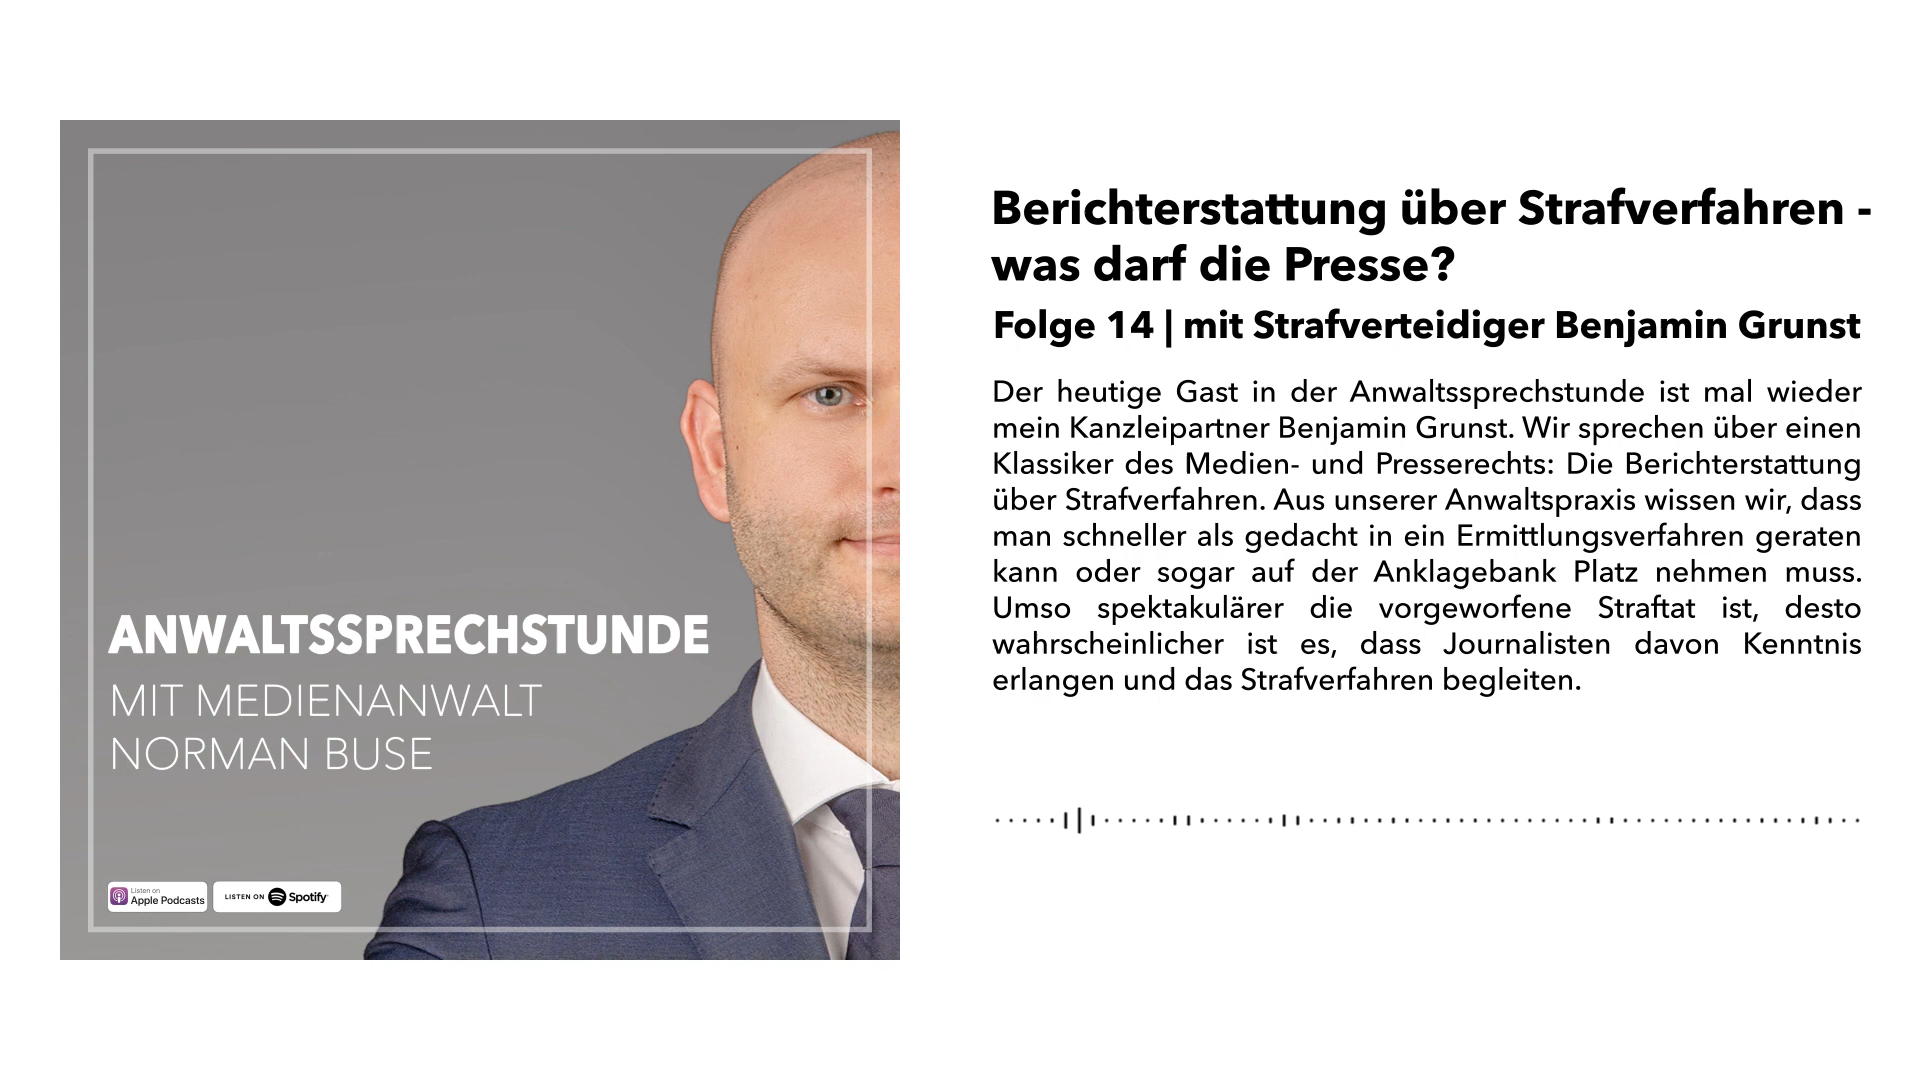 Berichterstattung über Strafverfahren -
was darf die Presse?
Folge 14 | mit Strafverteidiger Benjamin Grunst
Der heutige Gast in der Anwaltssprechstunde ist mal wieder
mein Kanzleipartner Benjamin Grunst. Wir sprechen über einen
Klassiker des Medien- und Presserechts: Die Berichterstattung
über Strafverfahren. Aus unserer Anwaltspraxis wissen wir, dass
man schneller als gedacht in ein Ermittlungsverfahren geraten
kann oder sogar auf der Anklagebank Platz nehmen muss.
Umso spektakulärer die vorgeworfene Straftat ist, desto
wahrscheinlicher ist es, dass Journalisten davon Kenntnis
erlangen und das Strafverfahren begleiten.
ANWALTSSPRECHSTUNDE
MIT MEDIENANWALT
NORMAN BUSE
Listen on
Apple Podcasts
LISTEN ON Spotify